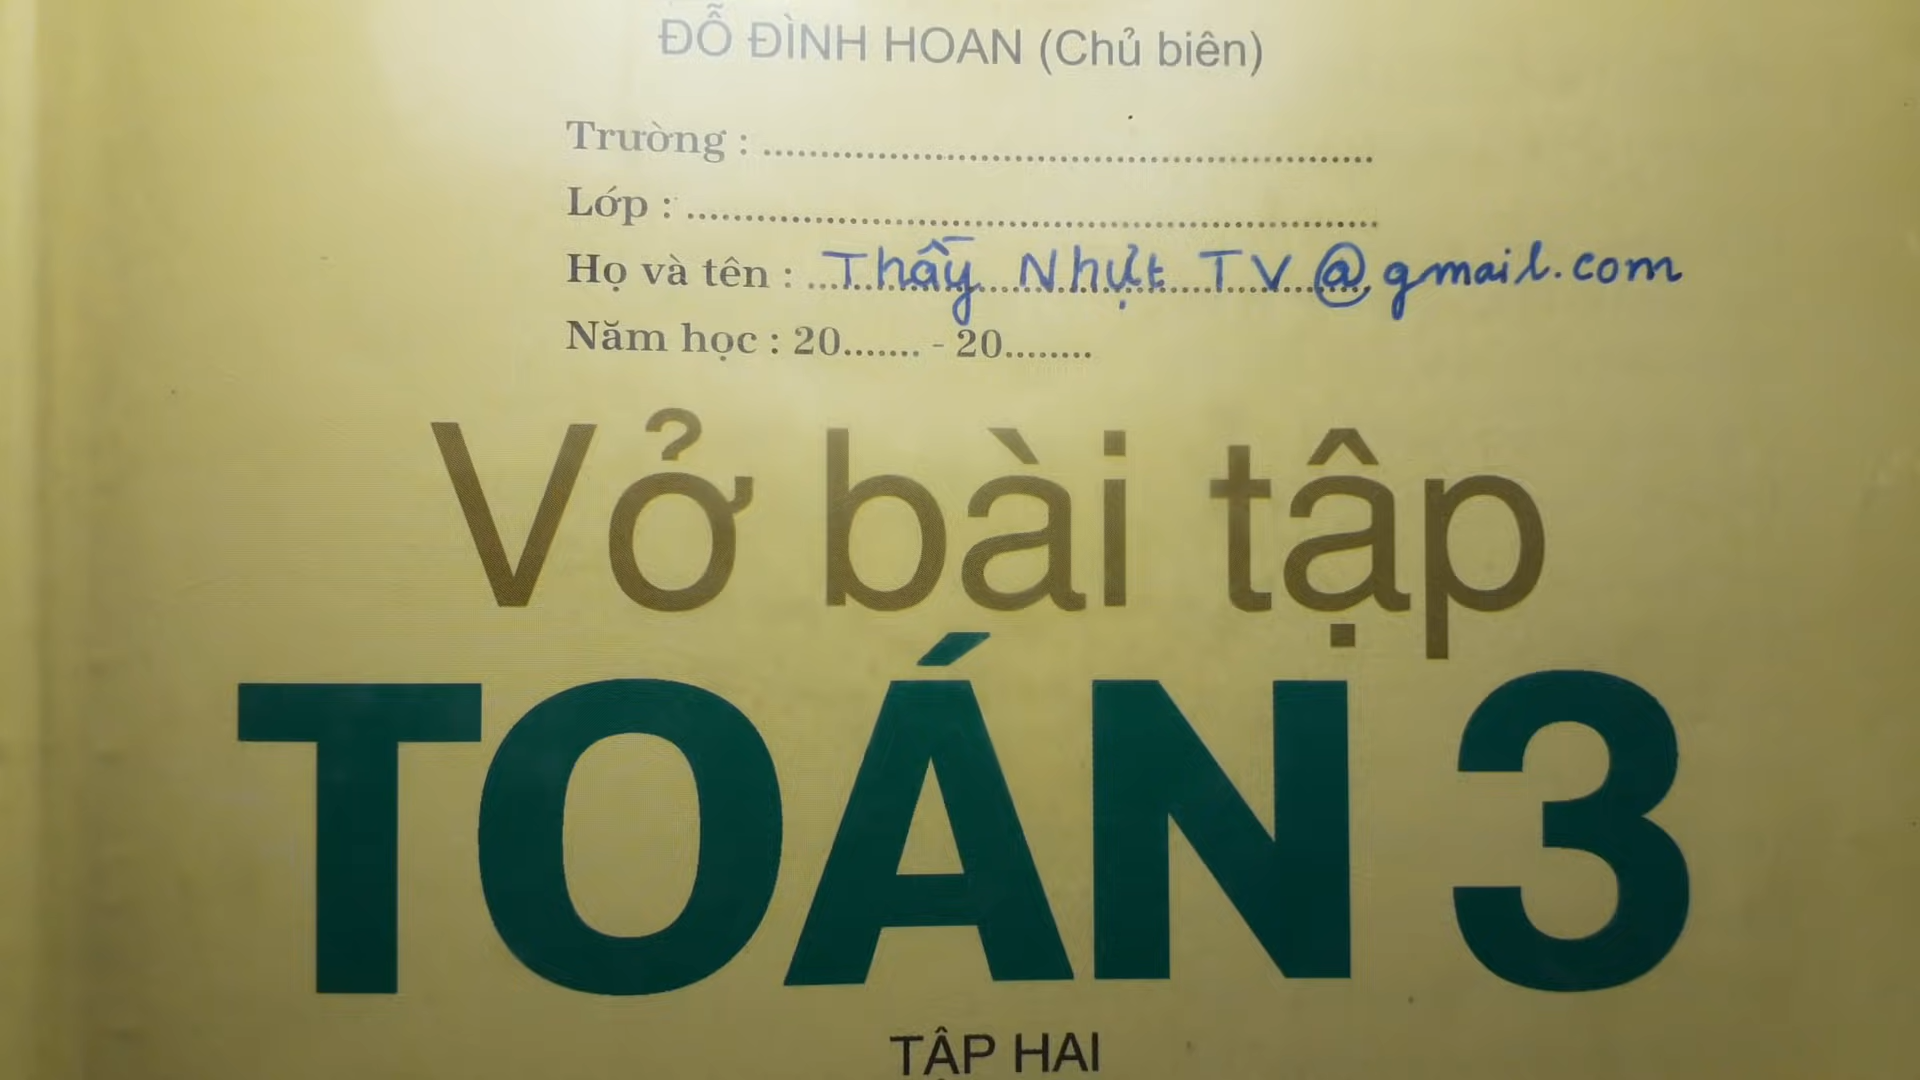 ĐỖ ĐÌNH HOAN (Chủ biên)
Trường : ........................................................
Lớp : ...............................................................
Họ và tên : ...Thầy Nhựt TV@gmail.com
Năm học : 20....... - 20........
Vở bài tập
TOÁN 3
TẬP HAI